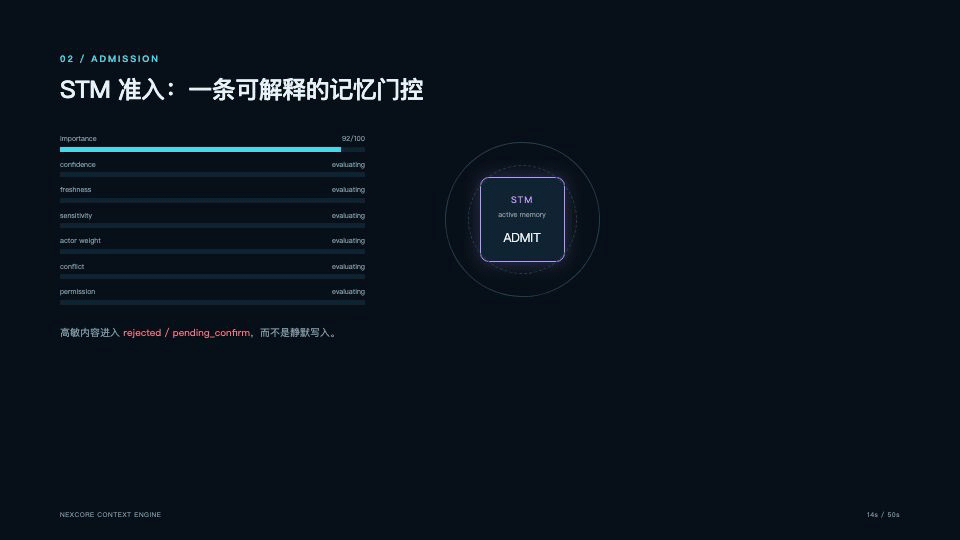 02 / ADMISSION
STM 准入：一条可解释的记忆门控
importance 92/100
confidence evaluating
freshness evaluating
sensitivity evaluating
actor weight evaluating
conflict evaluating
permission evaluating
高敏内容进入 rejected / pending_confirm，而不是静默写入。
STM
active memory
ADMIT
NEXCORE CONTEXT ENGINE
14s / 50s